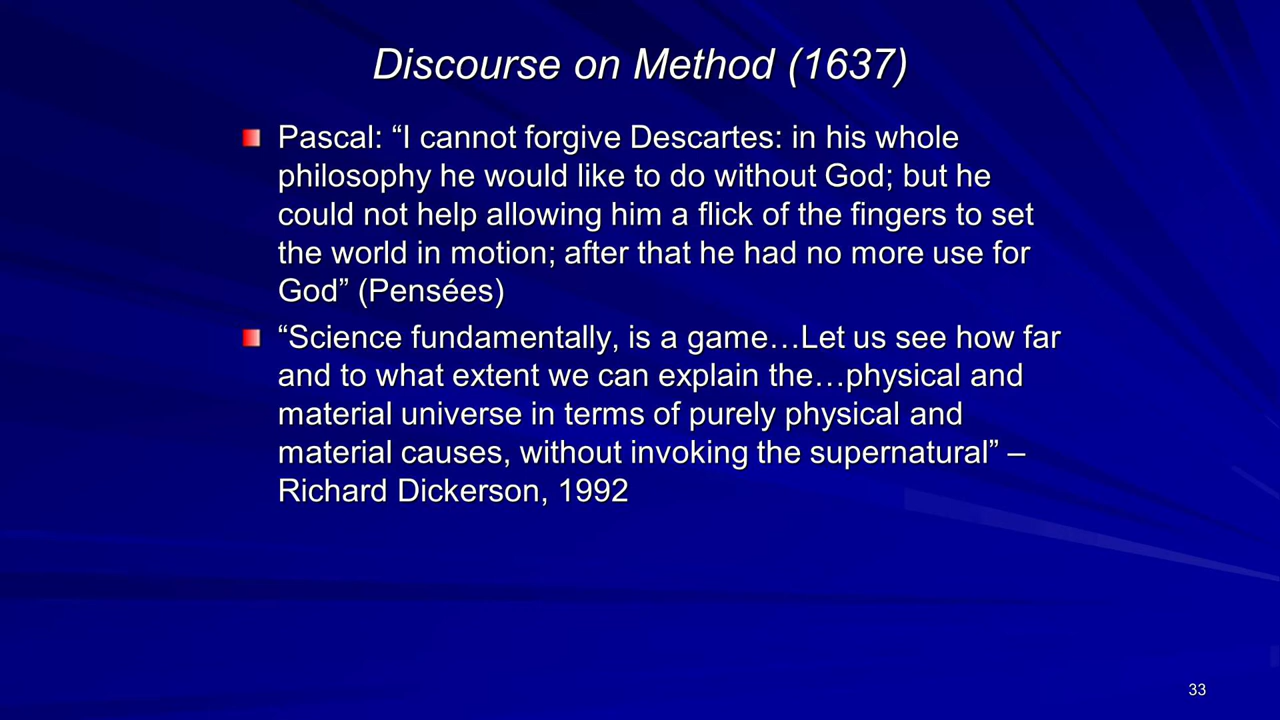 Discourse on Method (1637)
Pascal: “I cannot forgive Descartes: in his whole
philosophy he would like to do without God; but he
could not help allowing him a flick of the fingers to set
the world in motion; after that he had no more use for
God” (Pensées)
“Science fundamentally, is a game…Let us see how far
and to what extent we can explain the…physical and
material universe in terms of purely physical and
material causes, without invoking the supernatural” –
Richard Dickerson, 1992
33